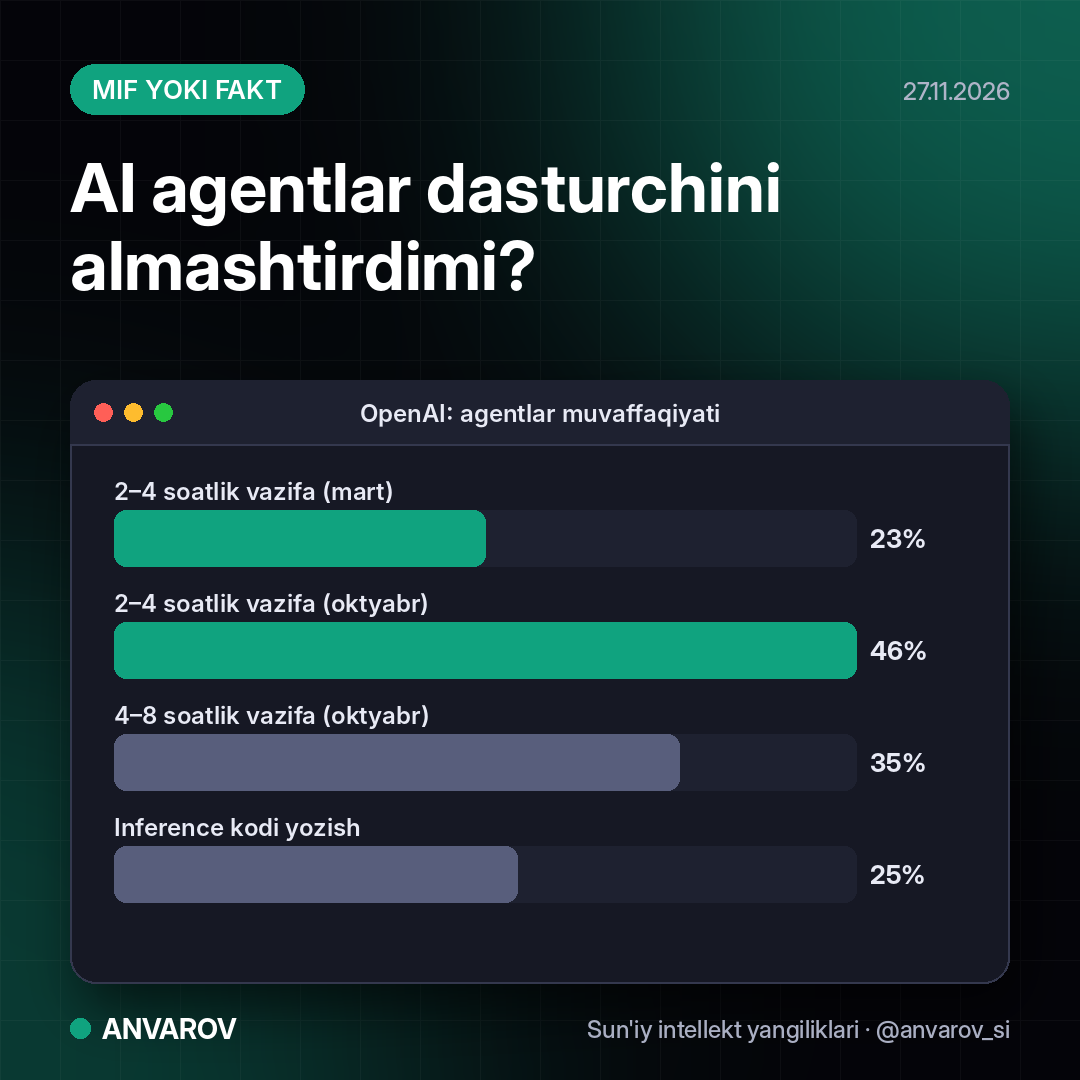 MIF YOKI FAKT
27.11.2026
AI agentlar dasturchini
almashtirdimi?
OpenAI: agentlar muvaffaqiyati
2–4 soatlik vazifa (mart)
23%
2–4 soatlik vazifa (oktyabr)
46%
4–8 soatlik vazifa (oktyabr)
35%
Inference kodi yozish
25%
ANVAROV
Sun'iy intellekt yangiliklari · @anvarov_si